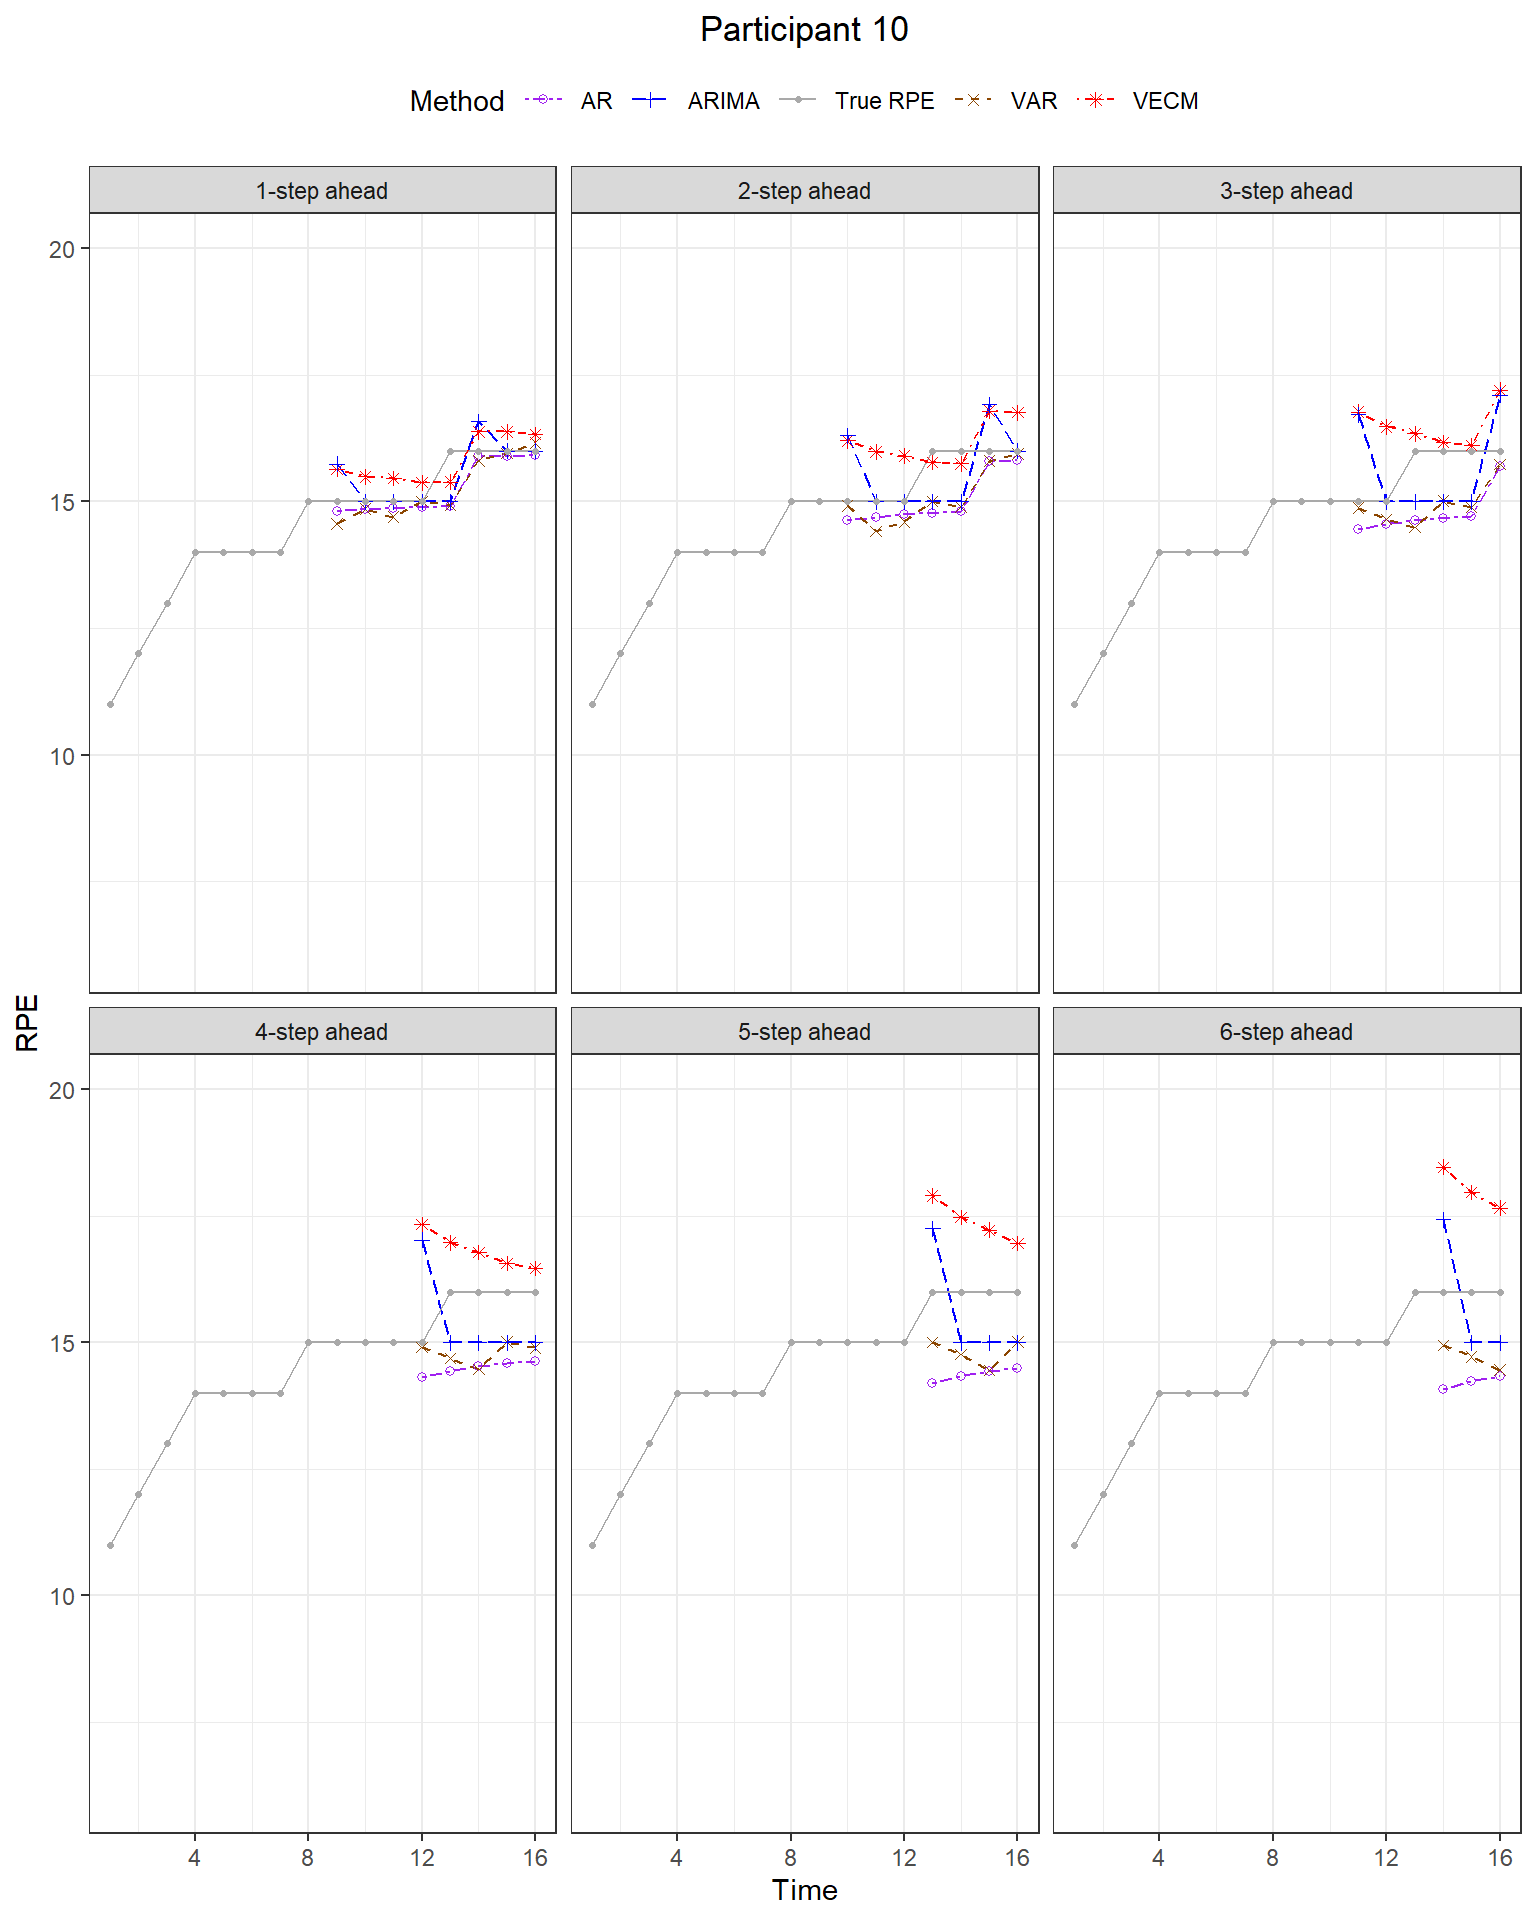 Participant 10
Method AR ARIMA True RPE VAR VECM
1-step ahead 2-step ahead 3-step ahead
20
15
10
RPE
4-step ahead 5-step ahead 6-step ahead
20
15
10
4 8 12 16 4 8 12 16 4 8 12 16
Time